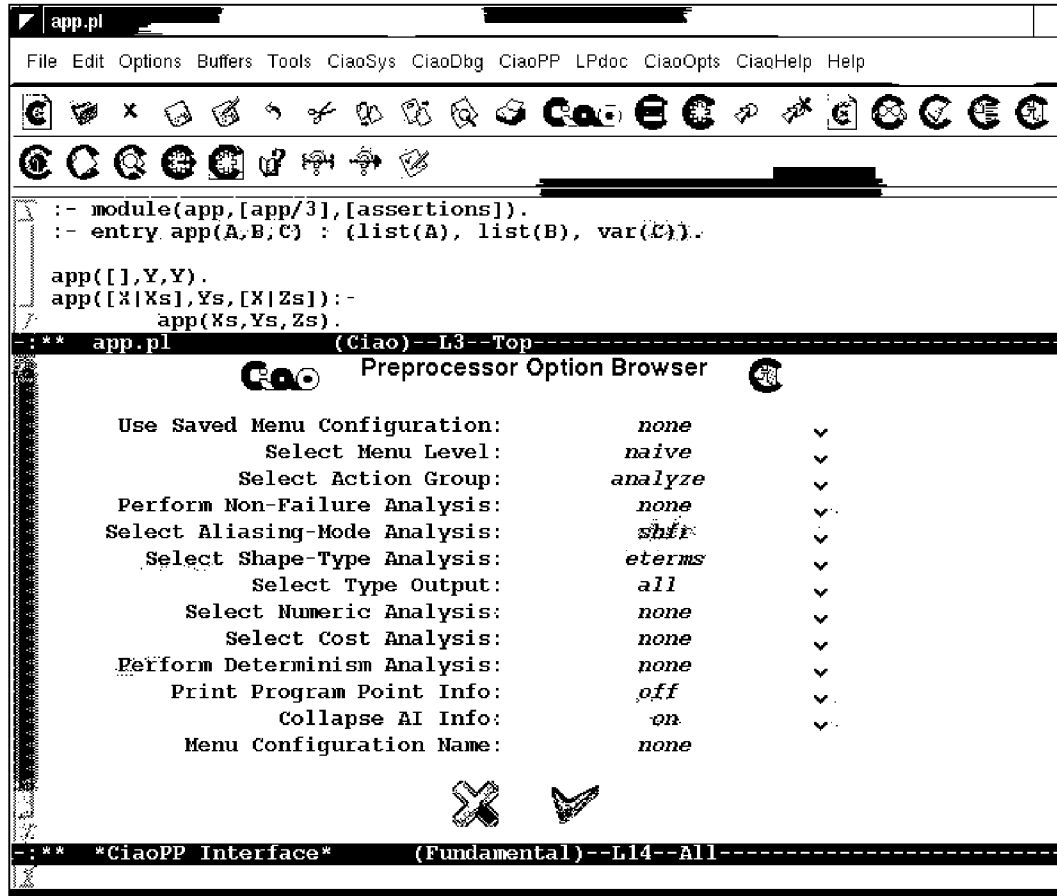 app.pl
File Edit Options Buffers Tools CiaoSys CiaoDbg CiaoPP LPdoc CiaoOpts CiaoHelp Help
Ciao
:- module(app,[app/3],[assertions]).
:- entry app(A,B,C) : (list(A), list(B), var(C)).
app([],Y,Y).
app([X|Xs],Ys,[X|Zs]):-
app(Xs,Ys,Zs).
-:** app.pl (Ciao)--L3--Top--------------------------------------
Ciao Preprocessor Option Browser
Use Saved Menu Configuration: none
Select Menu Level: naive
Select Action Group: analyze
Perform Non-Failure Analysis: none
Select Aliasing-Mode Analysis: shfr
Select Shape-Type Analysis: eterms
Select Type Output: all
Select Numeric Analysis: none
Select Cost Analysis: none
Perform Determinism Analysis: none
Print Program Point Info: off
Collapse AI Info: on
Menu Configuration Name: none
-:** *CiaoPP Interface* (Fundamental)--L14--All-------------------------